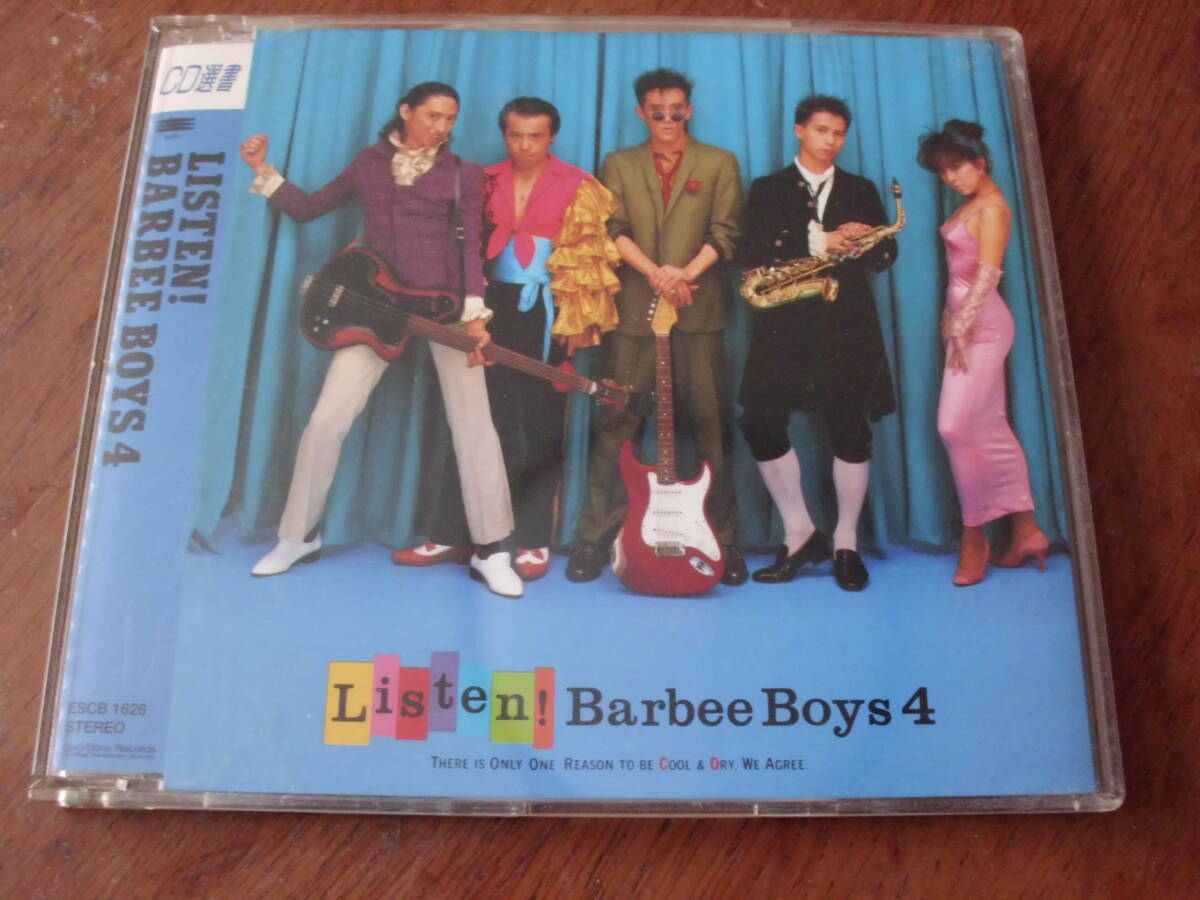 CD選書
LISTEN!
BARBEE BOYS 4
ESCB 1626
STEREO
Epic/Sony Records
Listen! Barbee Boys 4
THERE IS ONLY ONE REASON TO BE COOL & DRY. WE AGREE.